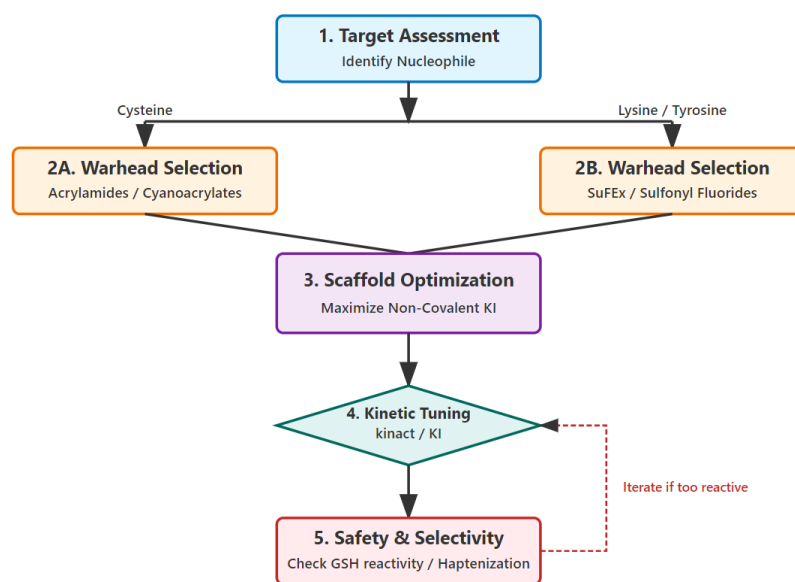 1. Target Assessment
Identify Nucleophile
Cysteine
Lysine / Tyrosine
2A. Warhead Selection
Acrylamides / Cyanoacrylates
2B. Warhead Selection
SuFEx / Sulfonyl Fluorides
3. Scaffold Optimization
Maximize Non-Covalent KI
4. Kinetic Tuning
kinact / KI
Iterate if too reactive
5. Safety & Selectivity
Check GSH reactivity / Haptenization